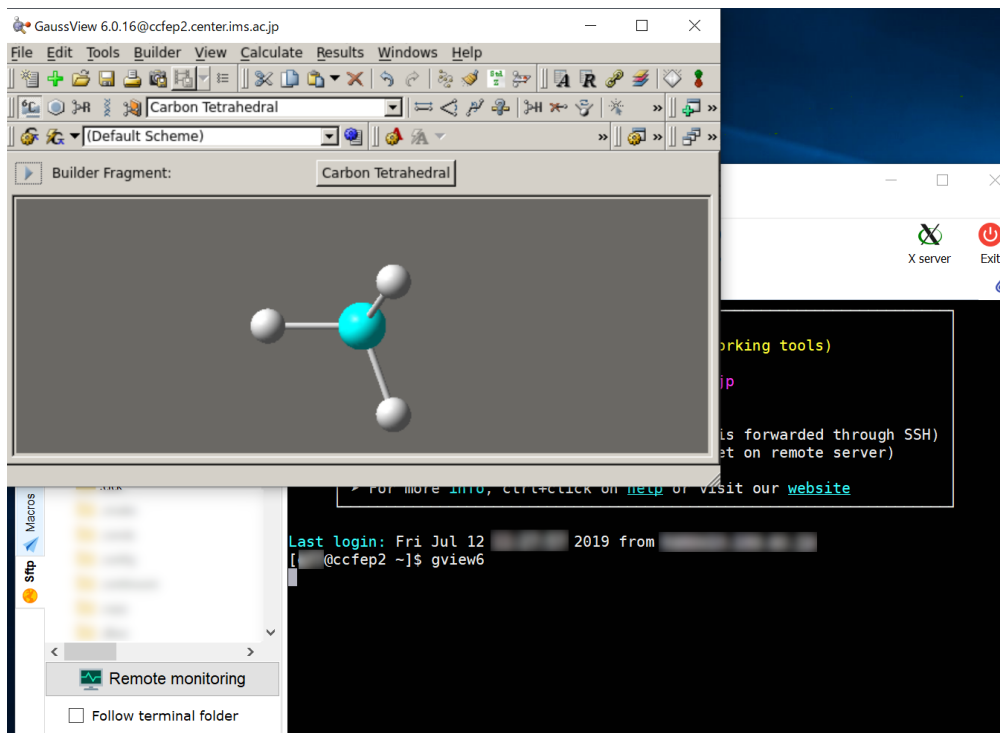 GaussView 6.0.16@ccfep2.center.ims.ac.jp
File Edit Tools Builder View Calculate Results Windows Help
A R
Carbon Tetrahedral
(Default Scheme)
Builder Fragment: Carbon Tetrahedral
X server Exit
orking tools)
jp
is forwarded through SSH)
et on remote server)
➤ For more info, ctrl+click on help or visit our website
Last login: Fri Jul 12 2019 from
[ @ccfep2 ~]$ gview6
Macros
Sftp
Remote monitoring
Follow terminal folder